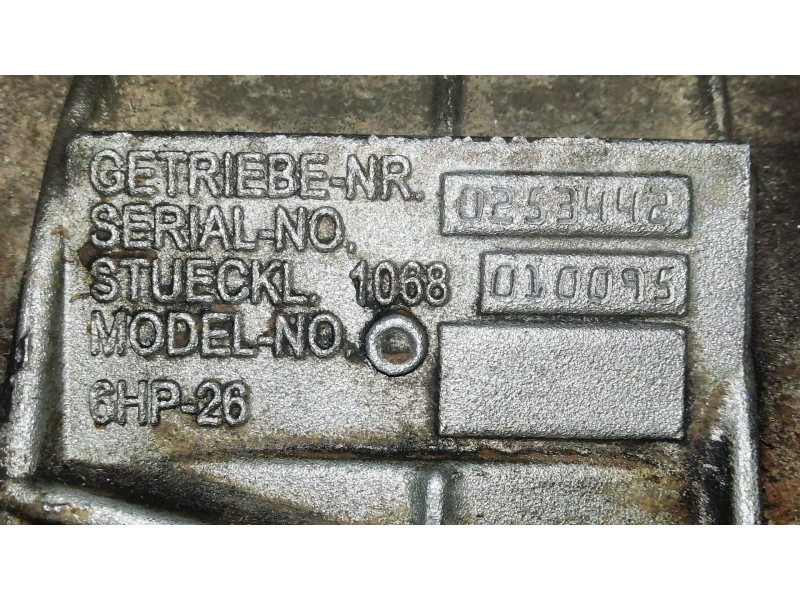 GETRIEBE-NR. 0253442
SERIAL-NO.
STUECKL. 1068 010095
MODEL-NO.
6HP-26